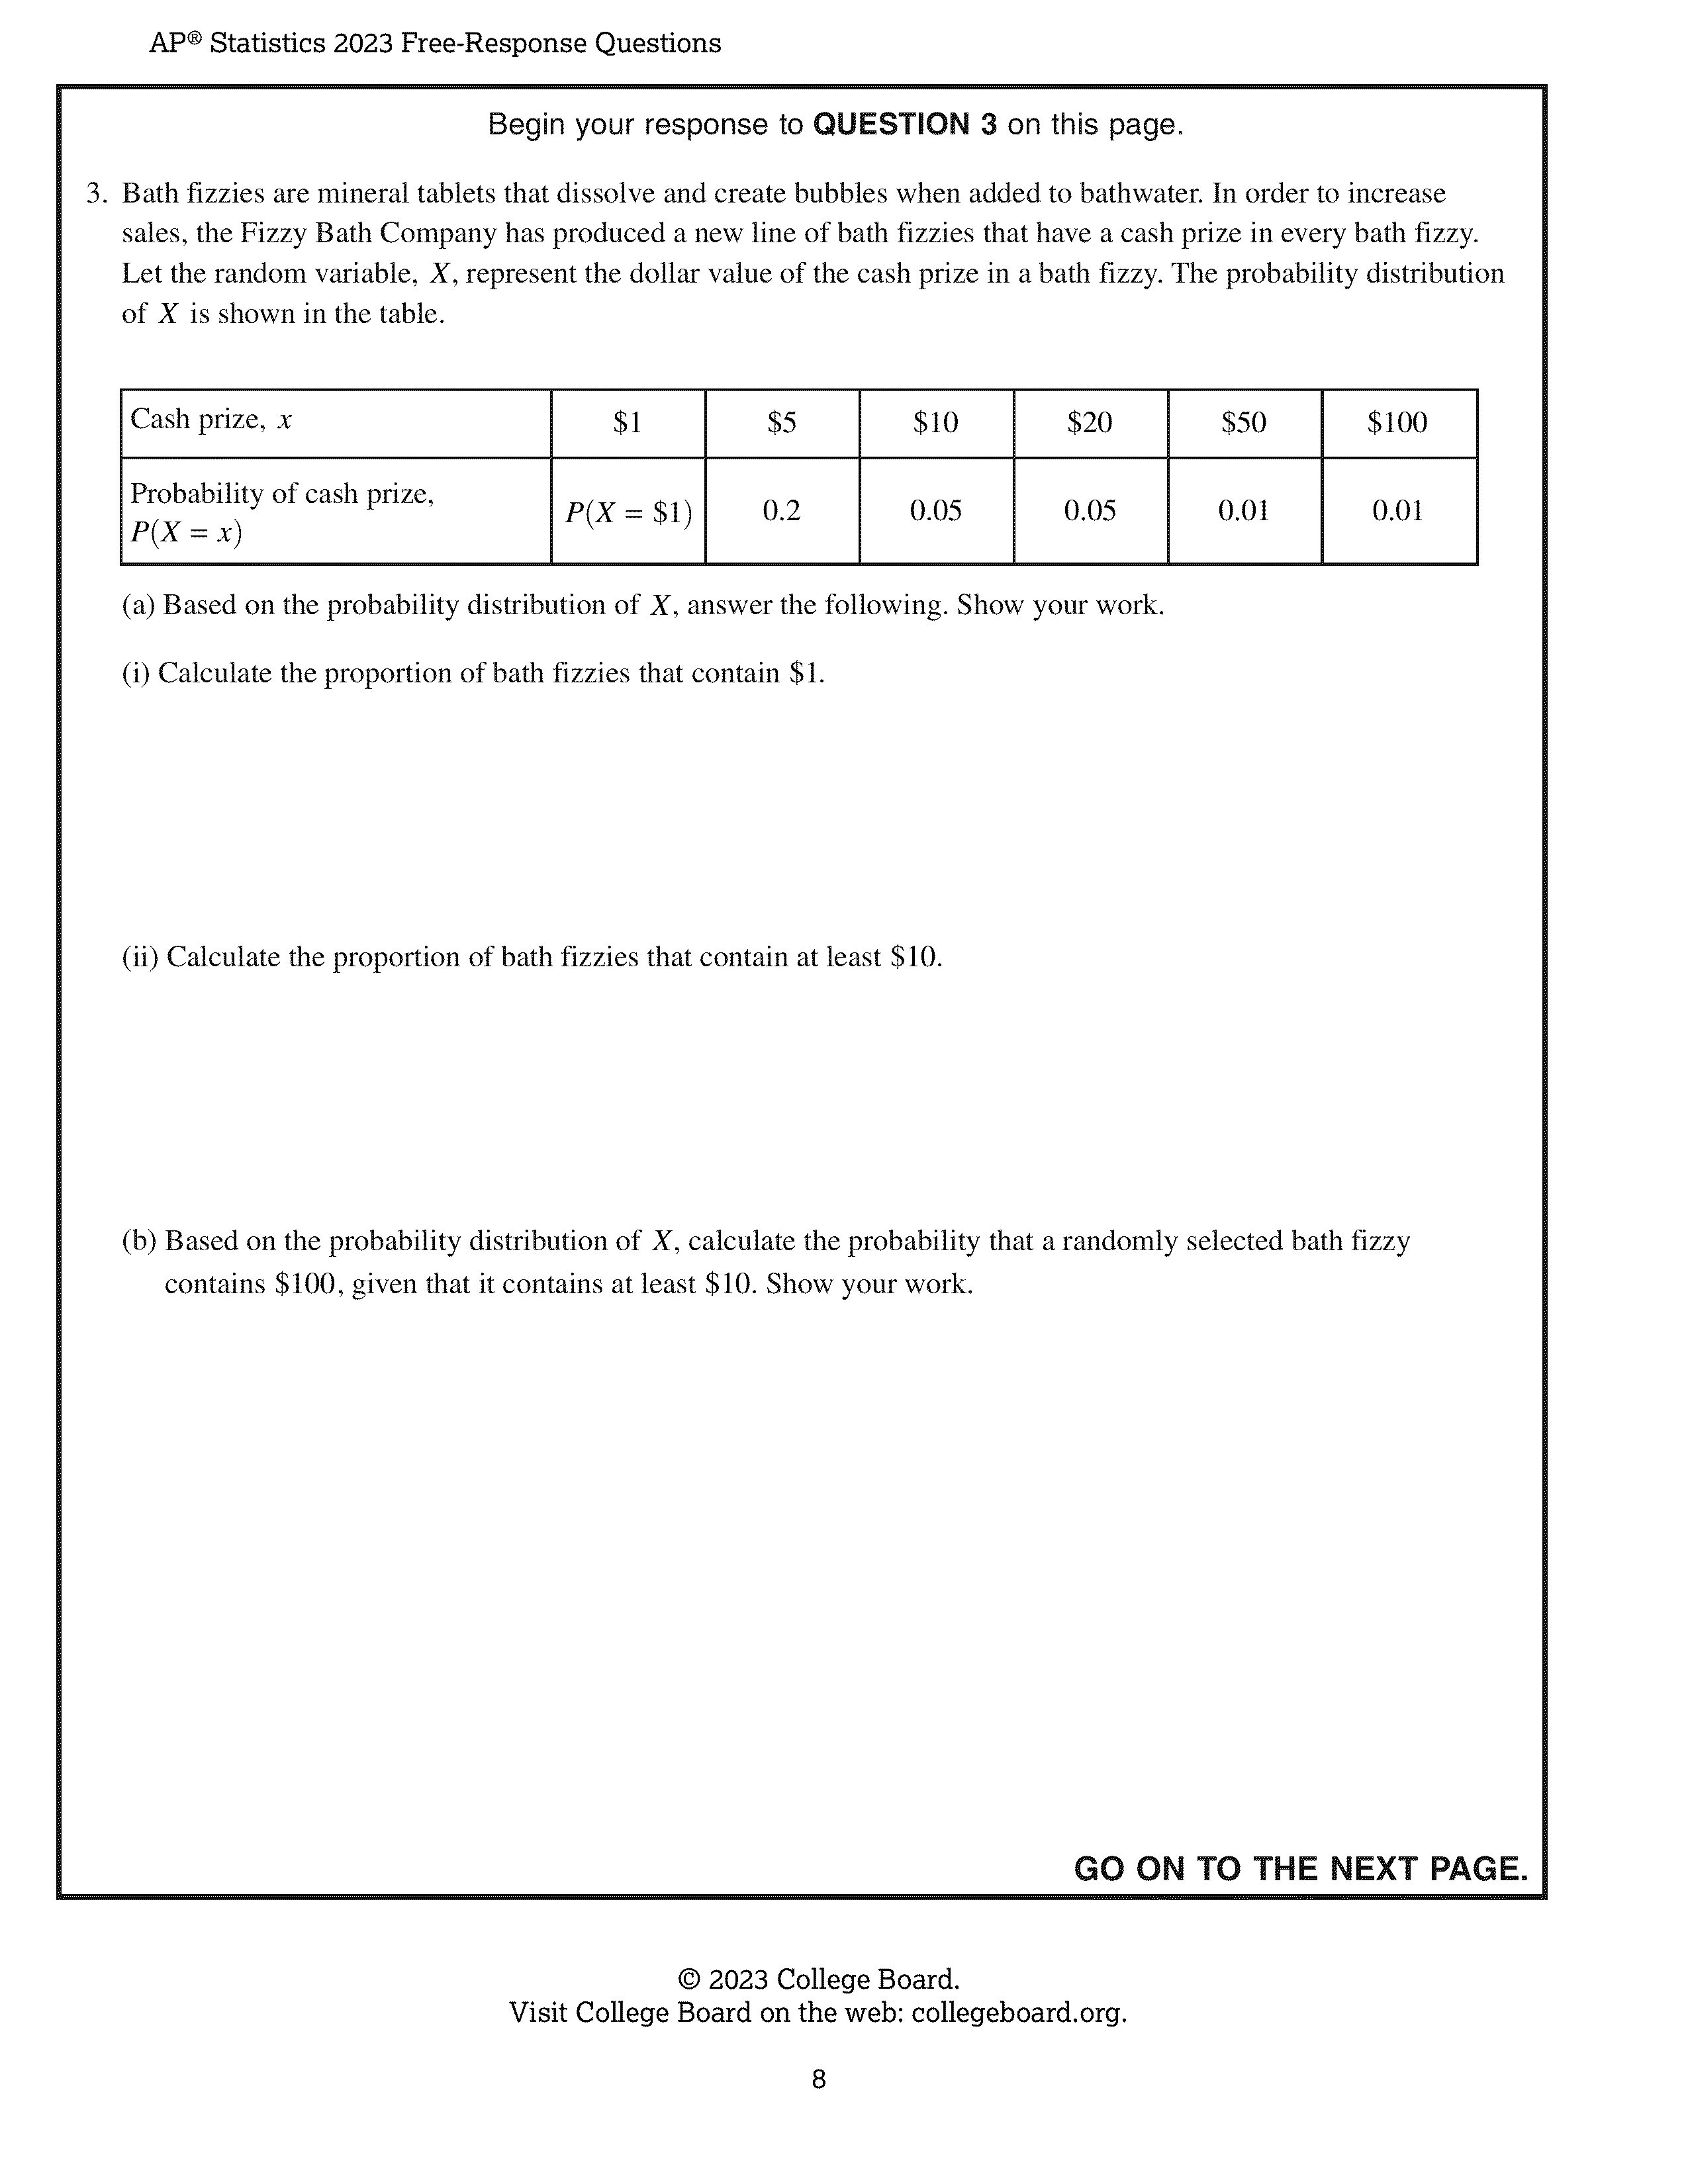 AP® Statistics 2023 Free-Response Questions
Begin your response to QUESTION 3 on this page.
3. Bath fizzies are mineral tablets that dissolve and create bubbles when added to bathwater. In order to increase
sales, the Fizzy Bath Company has produced a new line of bath fizzies that have a cash prize in every bath fizzy.
Let the random variable, X, represent the dollar value of the cash prize in a bath fizzy. The probability distribution
of X is shown in the table.
Cash prize, x $1 $5 $10 $20 $50 $100
Probability of cash prize,
P(X = x) P(X = $1) 0.2 0.05 0.05 0.01 0.01
(a) Based on the probability distribution of X, answer the following. Show your work.
(i) Calculate the proportion of bath fizzies that contain $1.
(ii) Calculate the proportion of bath fizzies that contain at least $10.
(b) Based on the probability distribution of X, calculate the probability that a randomly selected bath fizzy
contains $100, given that it contains at least $10. Show your work.
GO ON TO THE NEXT PAGE.
© 2023 College Board.
Visit College Board on the web: collegeboard.org.
8